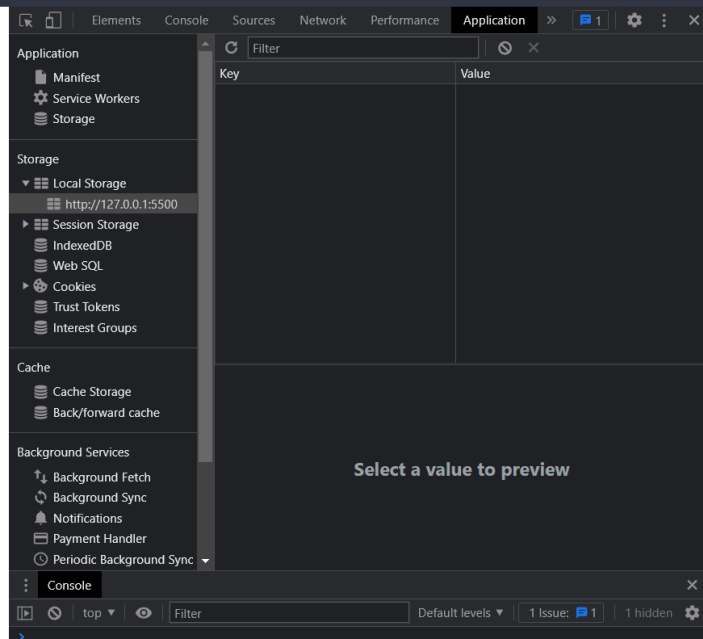 Elements Console Sources Network Performance Application » 1
Application
Manifest
Service Workers
Storage
Storage
Local Storage
http://127.0.0.1:5500
Session Storage
IndexedDB
Web SQL
Cookies
Trust Tokens
Interest Groups
Cache
Cache Storage
Back/forward cache
Background Services
Background Fetch
Background Sync
Notifications
Payment Handler
Periodic Background Sync
Filter
Key Value
Select a value to preview
Console
top ▼ Filter Default levels ▼ 1 Issue: 1 1 hidden